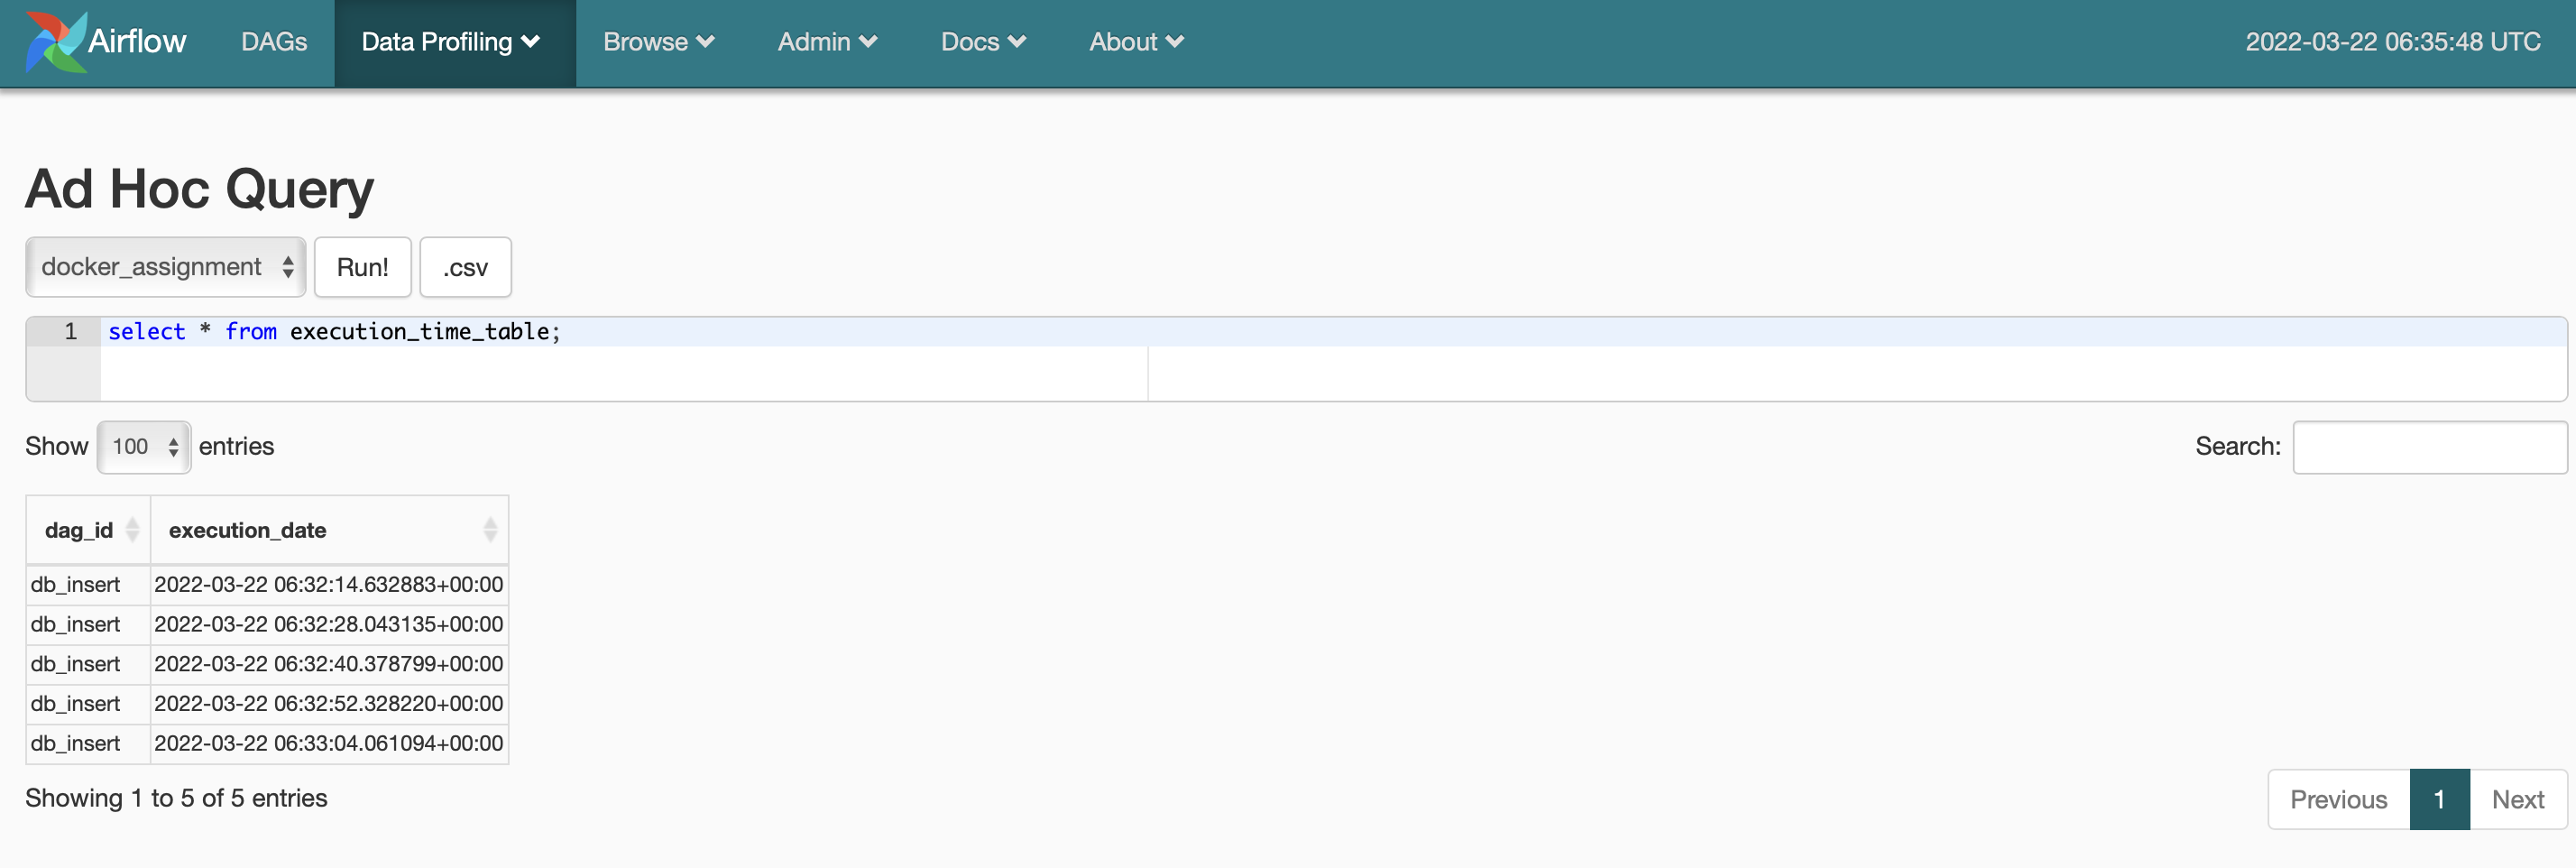 Airflow DAGs Data Profiling Browse Admin Docs About 2022-03-22 06:35:48 UTC
Ad Hoc Query
docker_assignment Run! .csv
1 select * from execution_time_table;
Show 100 entries Search:
dag_id execution_date
db_insert 2022-03-22 06:32:14.632883+00:00
db_insert 2022-03-22 06:32:28.043135+00:00
db_insert 2022-03-22 06:32:40.378799+00:00
db_insert 2022-03-22 06:32:52.328220+00:00
db_insert 2022-03-22 06:33:04.061094+00:00
Showing 1 to 5 of 5 entries
Previous 1 Next